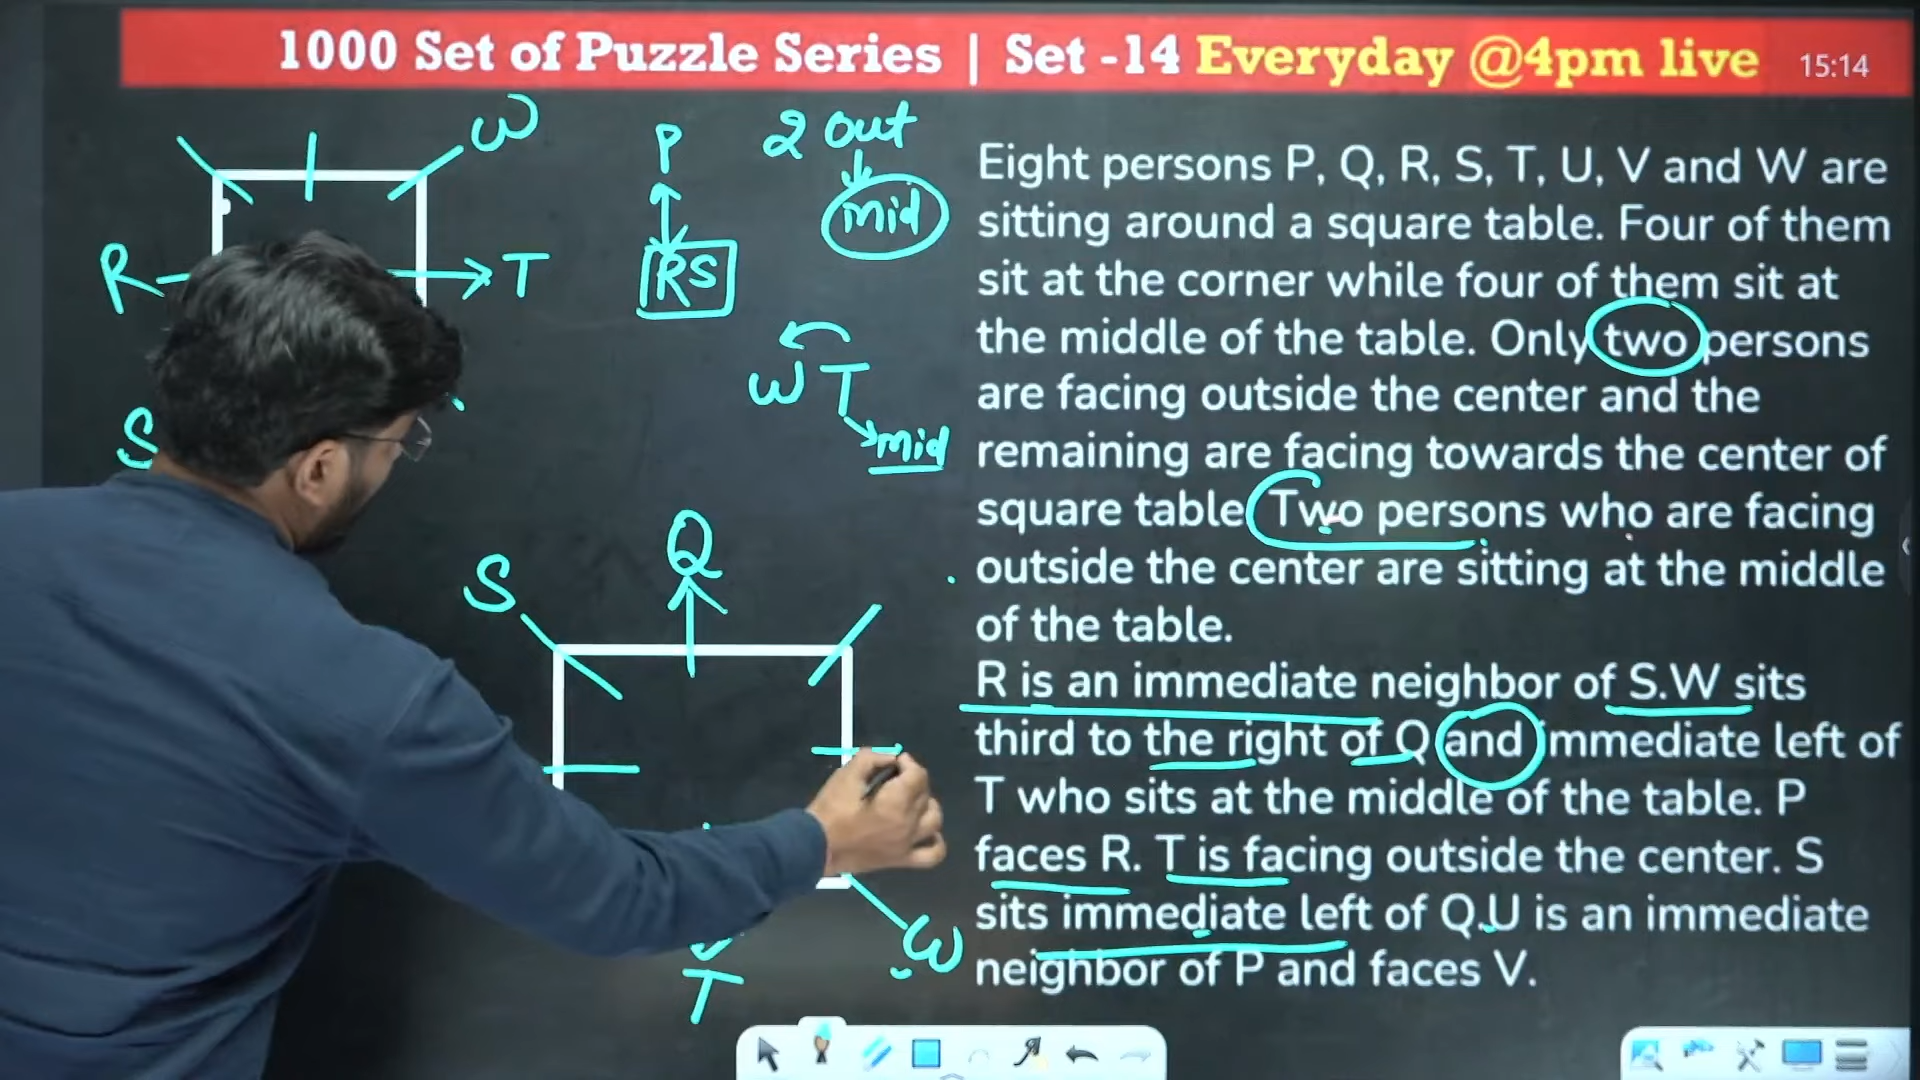 1000 Set of Puzzle Series | Set -14 Everyday @4pm live 15:14
Eight persons P, Q, R, S, T, U, V and W are
sitting around a square table. Four of them
sit at the corner while four of them sit at
the middle of the table. Only two persons
are facing outside the center and the
remaining are facing towards the center of
square table Two persons who are facing
outside the center are sitting at the middle
of the table.
R is an immediate neighbor of S.W sits
third to the right of Q and immediate left of
T who sits at the middle of the table. P
faces R. T is facing outside the center. S
sits immediate left of Q.U is an immediate
neighbor of P and faces V.
W
R
T
S
P
RS
2 out
mid
W T
mid
S
Q
W
T